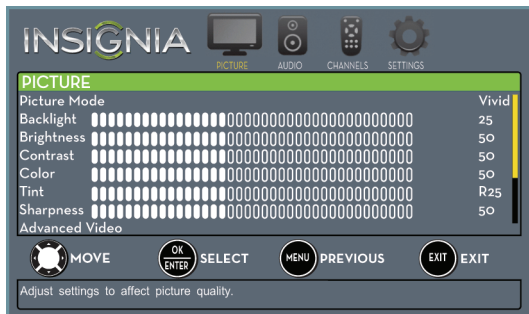 INSIGNIA
PICTURE AUDIO CHANNELS SETTINGS
PICTURE
Picture Mode Vivid
Backlight 25
Brightness 50
Contrast 50
Color 50
Tint R25
Sharpness 50
Advanced Video
MOVE OK ENTER SELECT MENU PREVIOUS EXIT EXIT
Adjust settings to affect picture quality.